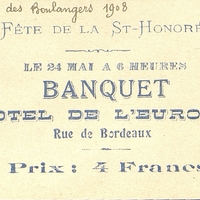 des Boulangers 1908
FÊTE DE LA ST-HONORÉ
LE 24 MAI A 6 HEURES
BANQUET
OTEL DE L'EURO
Rue de Bordeaux
Prix : 4 Francs